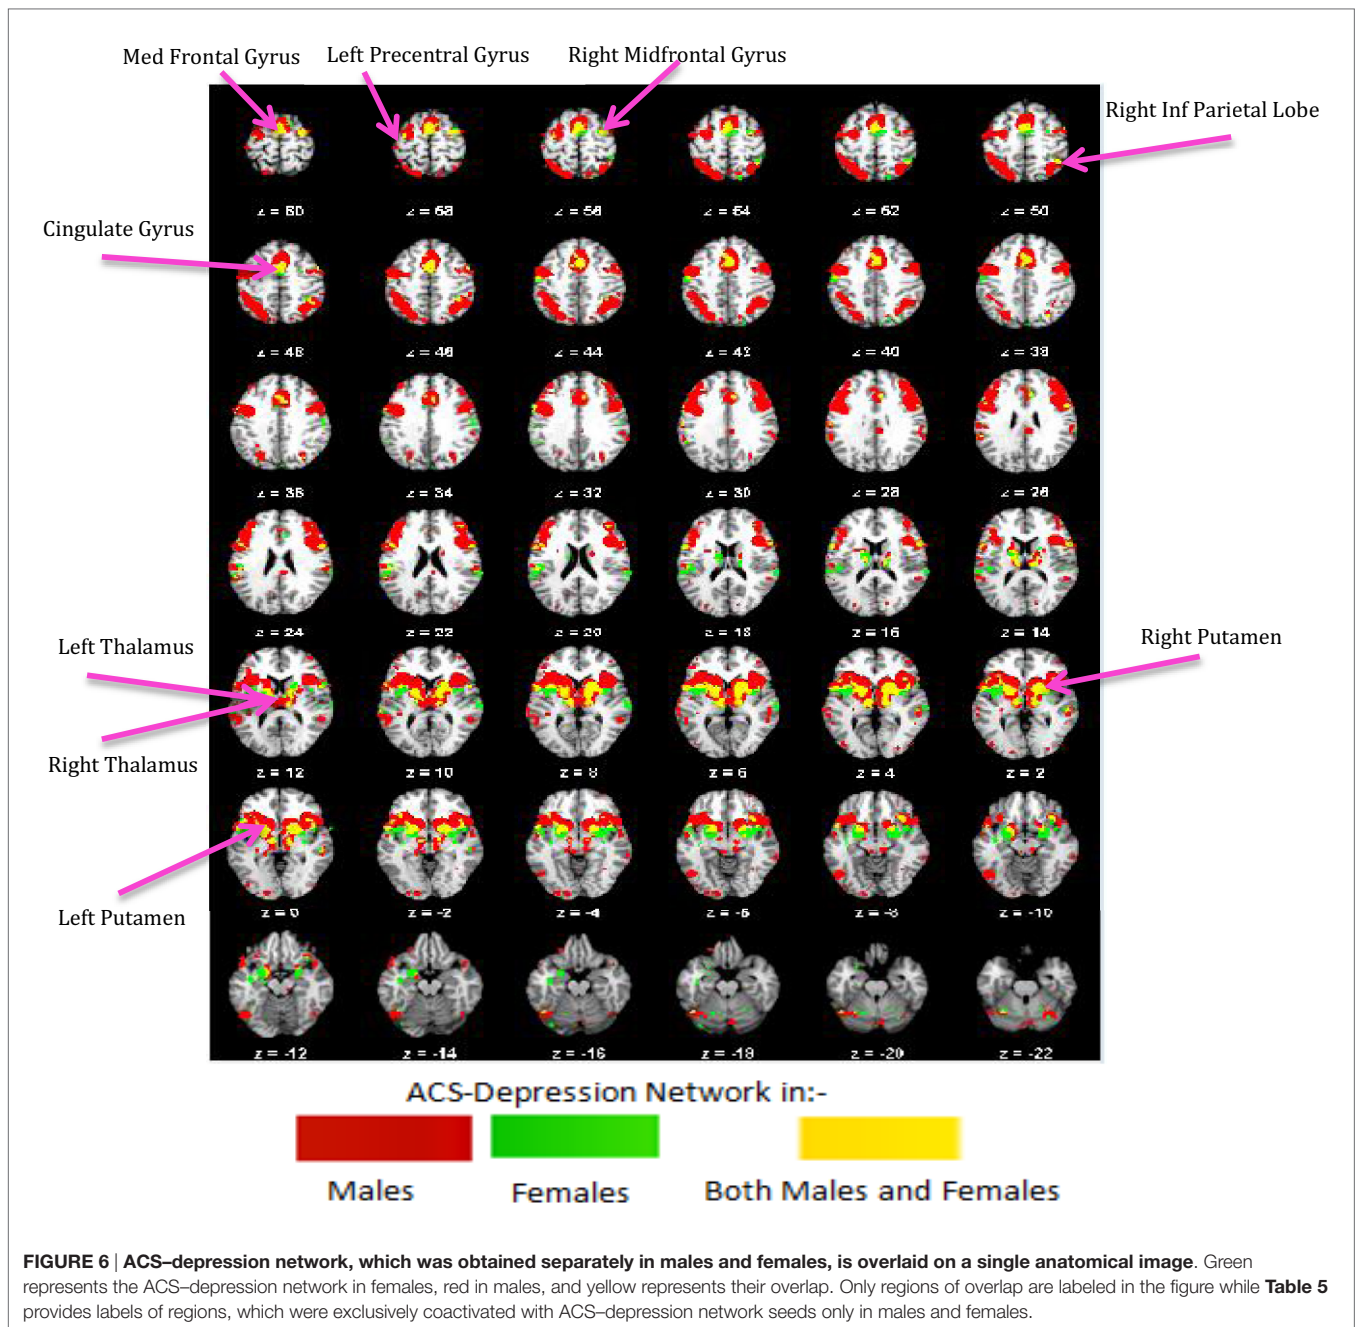 Med Frontal Gyrus
Left Precentral Gyrus
Right Midfrontal Gyrus
Right Inf Parietal Lobe
z = 60 z = 58 z = 56 z = 54 z = 52 z = 50
Cingulate Gyrus
z = 48 z = 46 z = 44 z = 42 z = 40 z = 38
z = 36 z = 34 z = 32 z = 30 z = 28 z = 26
z = 24 z = 22 z = 20 z = 18 z = 16 z = 14
Left Thalamus
Right Putamen
Right Thalamus
z = 12 z = 10 z = 8 z = 6 z = 4 z = 2
Left Putamen
z = 0 z = -2 z = -4 z = -6 z = -8 z = -10
z = -12 z = -14 z = -16 z = -18 z = -20 z = -22
ACS-Depression Network in:-
Males Females Both Males and Females
FIGURE 6 | ACS–depression network, which was obtained separately in males and females, is overlaid on a single anatomical image. Green
represents the ACS–depression network in females, red in males, and yellow represents their overlap. Only regions of overlap are labeled in the figure while Table 5
provides labels of regions, which were exclusively coactivated with ACS–depression network seeds only in males and females.